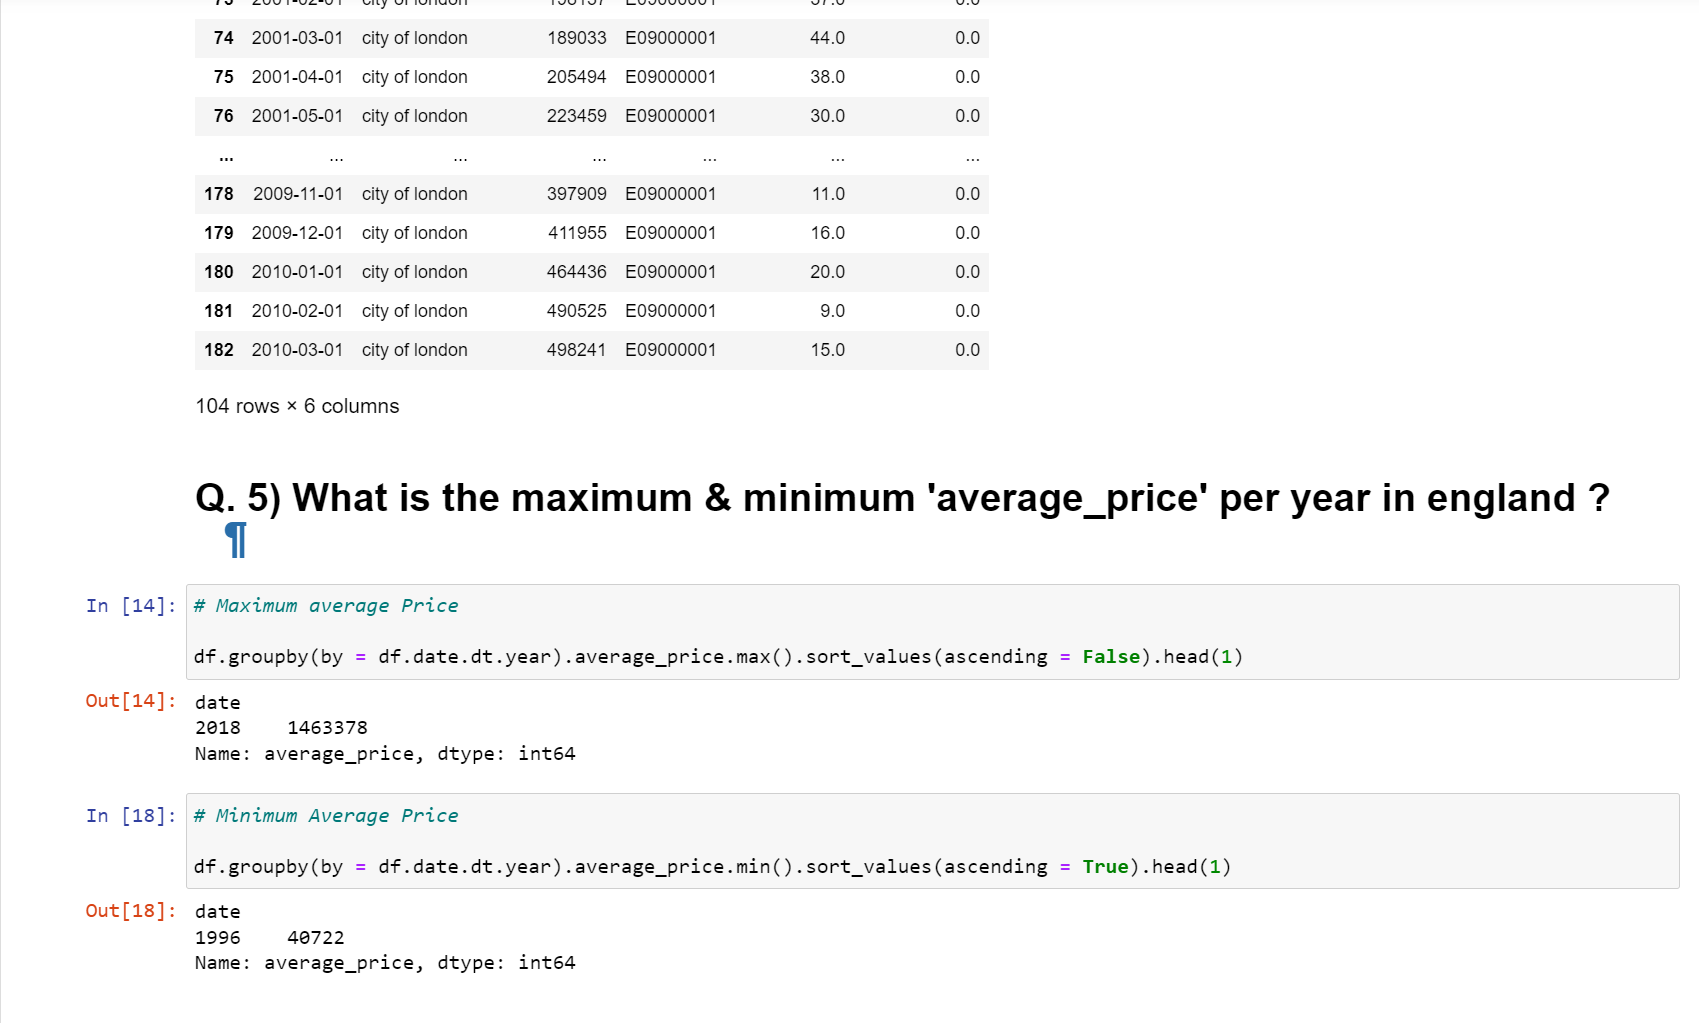 74 2001-03-01 city of london 189033 E09000001 44.0 0.0
75 2001-04-01 city of london 205494 E09000001 38.0 0.0
76 2001-05-01 city of london 223459 E09000001 30.0 0.0
... ... ... ... ... ... ...
178 2009-11-01 city of london 397909 E09000001 11.0 0.0
179 2009-12-01 city of london 411955 E09000001 16.0 0.0
180 2010-01-01 city of london 464436 E09000001 20.0 0.0
181 2010-02-01 city of london 490525 E09000001 9.0 0.0
182 2010-03-01 city of london 498241 E09000001 15.0 0.0
104 rows × 6 columns
Q. 5) What is the maximum & minimum 'average_price' per year in england ?
¶
In [14]: # Maximum average Price
df.groupby(by = df.date.dt.year).average_price.max().sort_values(ascending = False).head(1)
Out[14]: date
2018 1463378
Name: average_price, dtype: int64
In [18]: # Minimum Average Price
df.groupby(by = df.date.dt.year).average_price.min().sort_values(ascending = True).head(1)
Out[18]: date
1996 40722
Name: average_price, dtype: int64